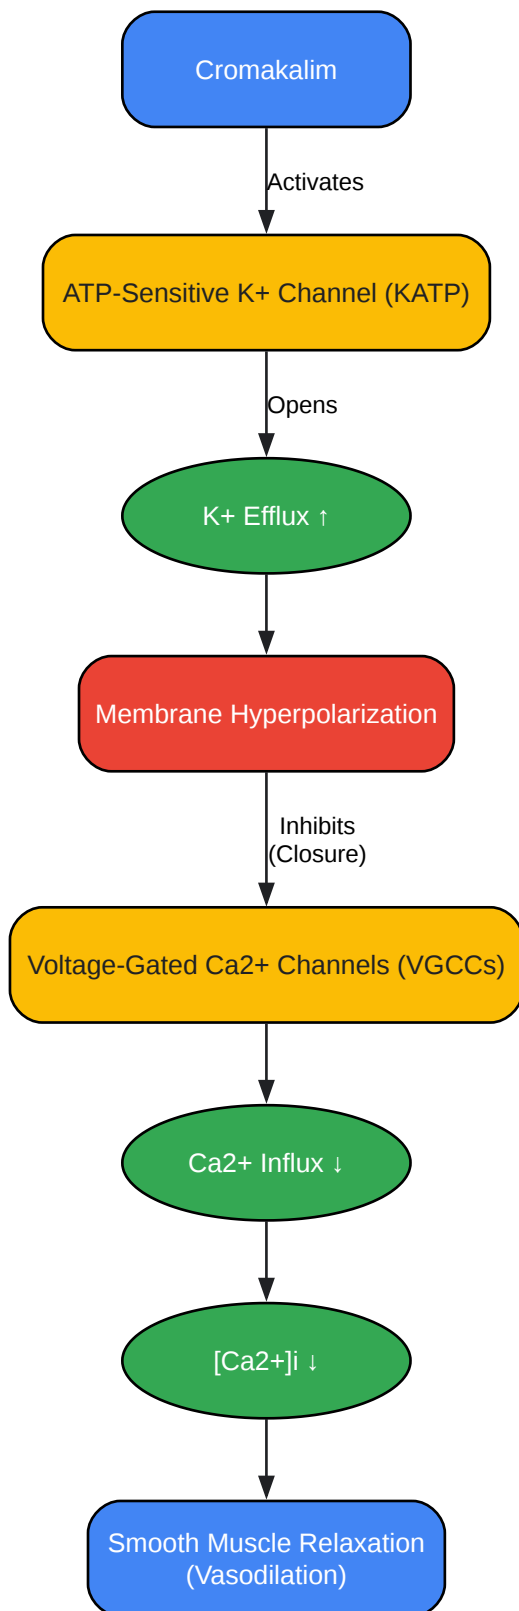 Cromakalim
Activates
ATP-Sensitive K+ Channel (KATP)
Opens
K+ Efflux ↑
Membrane Hyperpolarization
Inhibits
(Closure)
Voltage-Gated Ca2+ Channels (VGCCs)
Ca2+ Influx ↓
[Ca2+]i ↓
Smooth Muscle Relaxation
(Vasodilation)